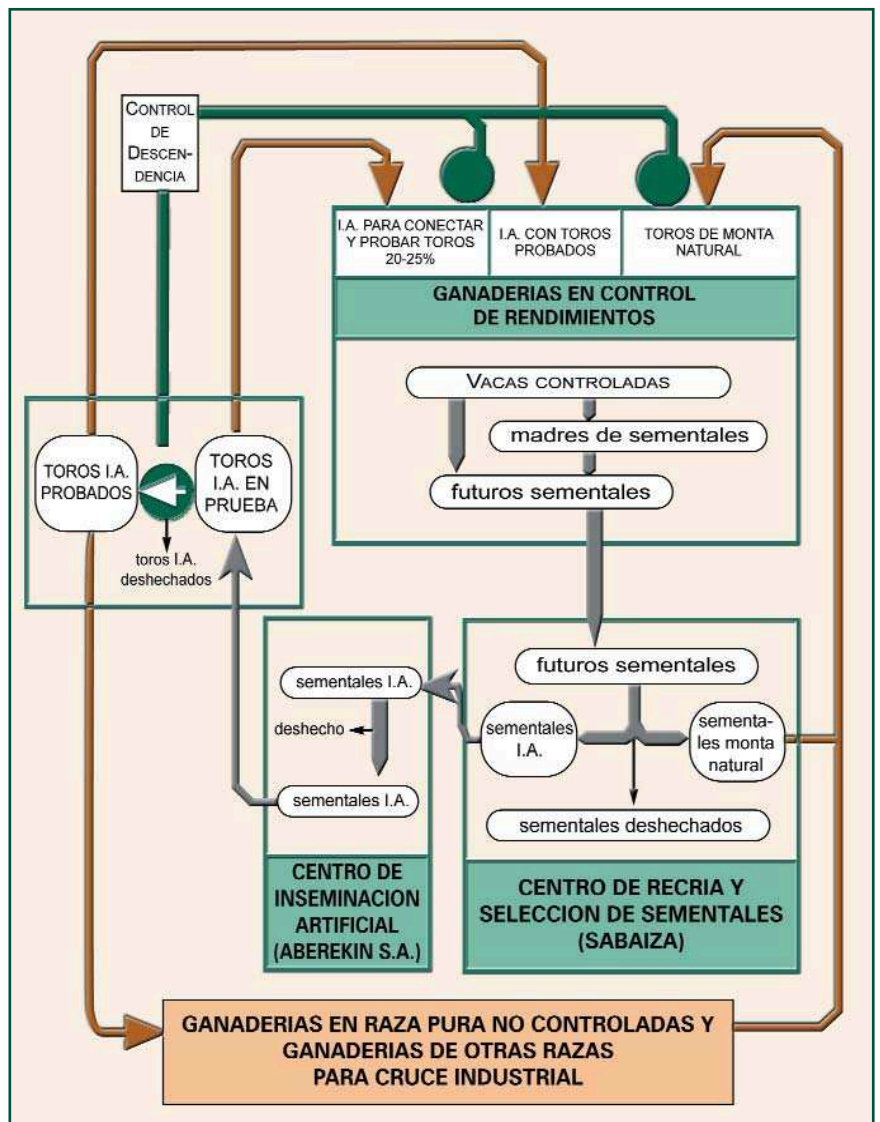 CONTROL
DE
DESCEN-
DENCIA
I.A. PARA CONECTAR
Y PROBAR TOROS
20-25%
I.A. CON TOROS
PROBADOS
TOROS DE MONTA
NATURAL
GANADERIAS EN CONTROL
DE RENDIMIENTOS
VACAS CONTROLADAS
madres de sementales
futuros sementales
TOROS I.A.
PROBADOS
TOROS
I.A. EN
PRUEBA
toros I.A.
deshechados
futuros sementales
sementales I.A.
deshecho
sementales I.A.
sementales
I.A.
sementa-
les monta
natural
sementales deshechados
CENTRO DE
INSEMINACION
ARTIFICIAL
(ABEREKIN S.A.)
CENTRO DE RECRIA Y
SELECCION DE SEMENTALES
(SABAIZA)
GANADERIAS EN RAZA PURA NO CONTROLADAS Y
GANADERIAS DE OTRAS RAZAS
PARA CRUCE INDUSTRIAL